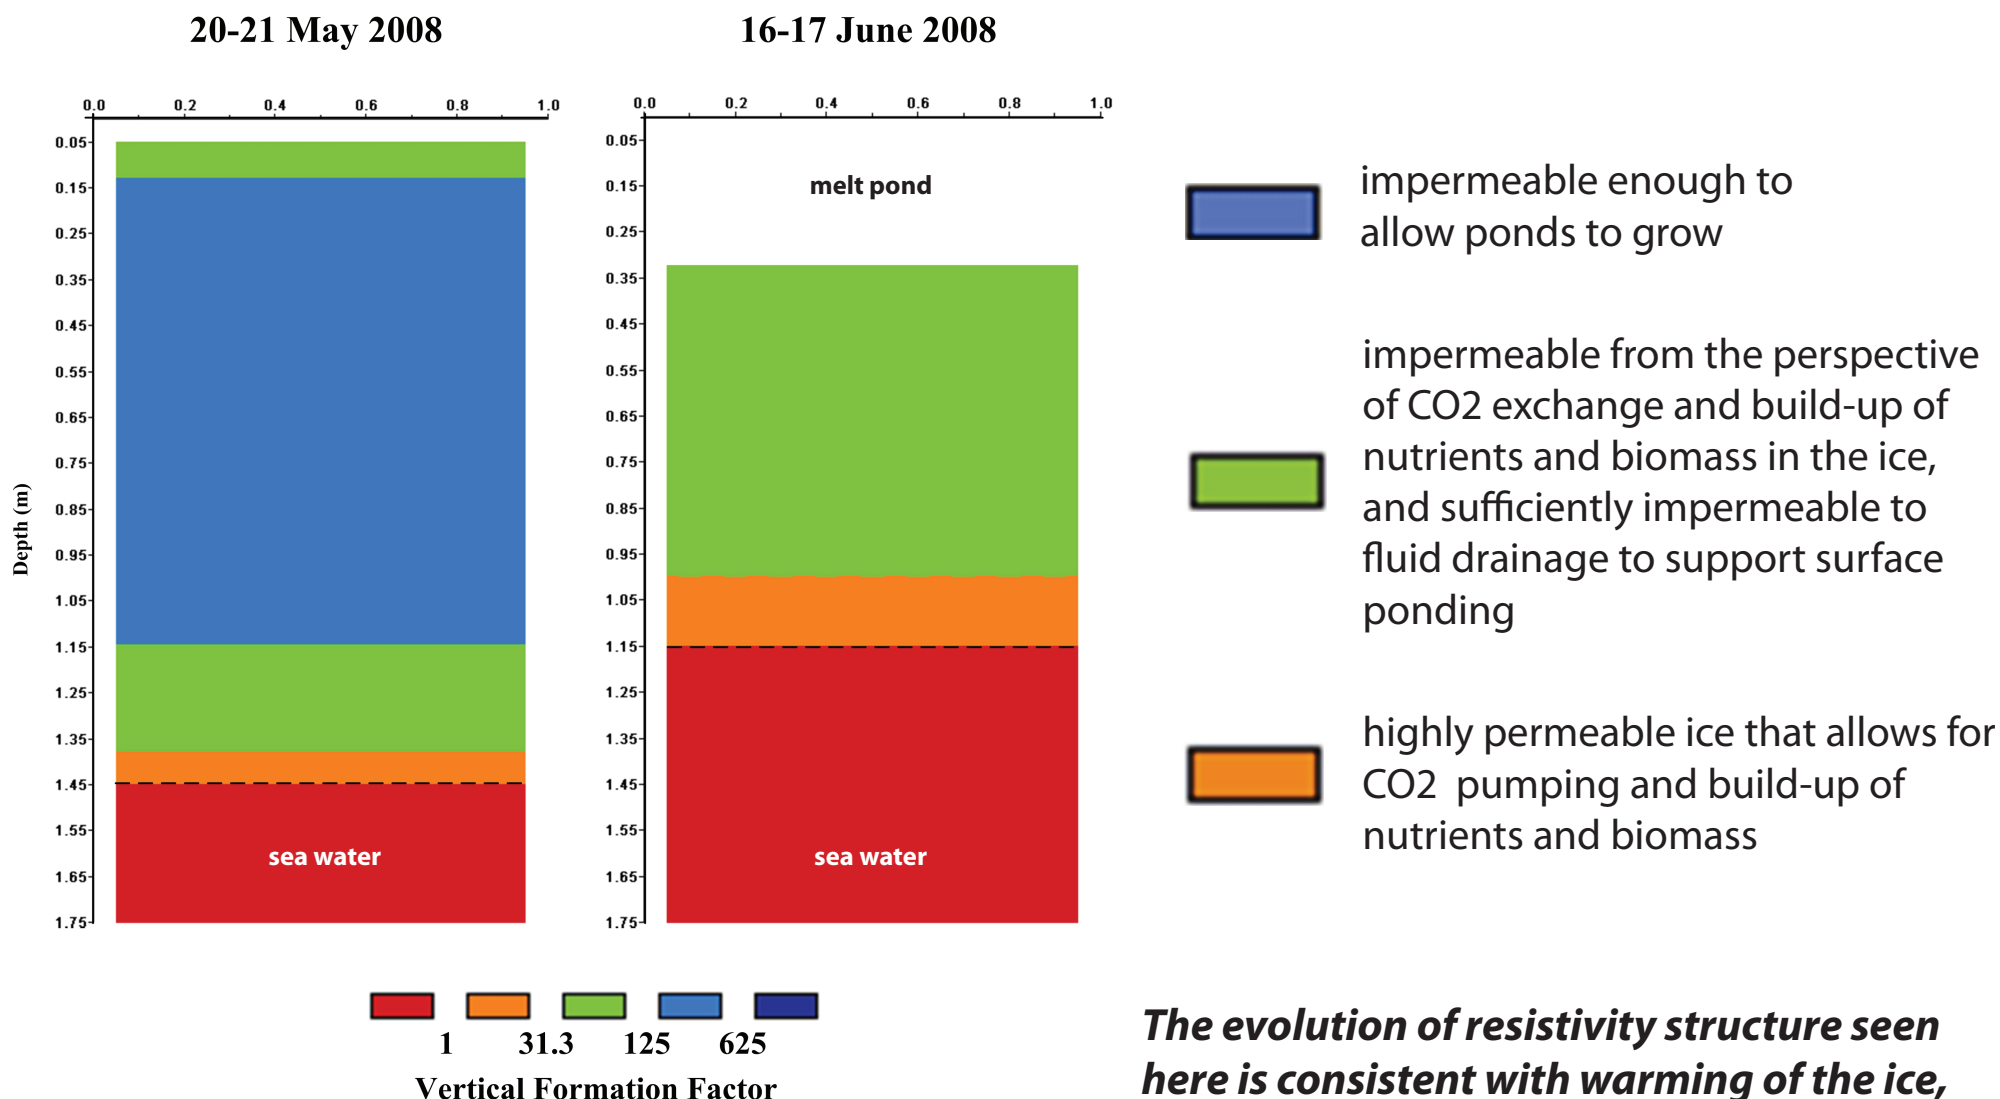 20-21 May 2008
16-17 June 2008
0.0 0.2 0.4 0.6 0.8 1.0
0.0 0.2 0.4 0.6 0.8 1.0
Depth (m)
0.05
0.15
0.25
0.35
0.45
0.55
0.65
0.75
0.85
0.95
1.05
1.15
1.25
1.35
1.45
1.55
1.65
1.75
sea water
0.05
0.15
0.25
0.35
0.45
0.55
0.65
0.75
0.85
0.95
1.05
1.15
1.25
1.35
1.45
1.55
1.65
1.75
melt pond
sea water
impermeable enough to
allow ponds to grow
impermeable from the perspective
of CO2 exchange and build-up of
nutrients and biomass in the ice,
and sufficiently impermeable to
fluid drainage to support surface
ponding
highly permeable ice that allows for
CO2 pumping and build-up of
nutrients and biomass
1 31.3 125 625
Vertical Formation Factor
The evolution of resistivity structure seen
here is consistent with warming of the ice,